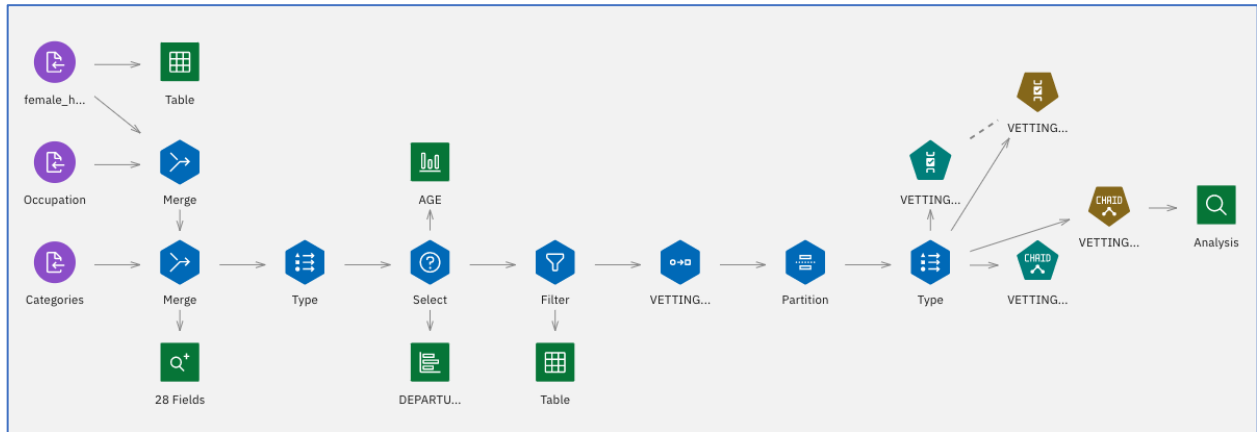 female_h...
Table
VETTING...
Occupation
Merge
AGE
VETTING...
CHAID
VETTING...
Analysis
Categories
Merge
Type
Select
Filter
VETTING...
Partition
Type
CHAID
VETTING...
28 Fields
DEPARTU...
Table